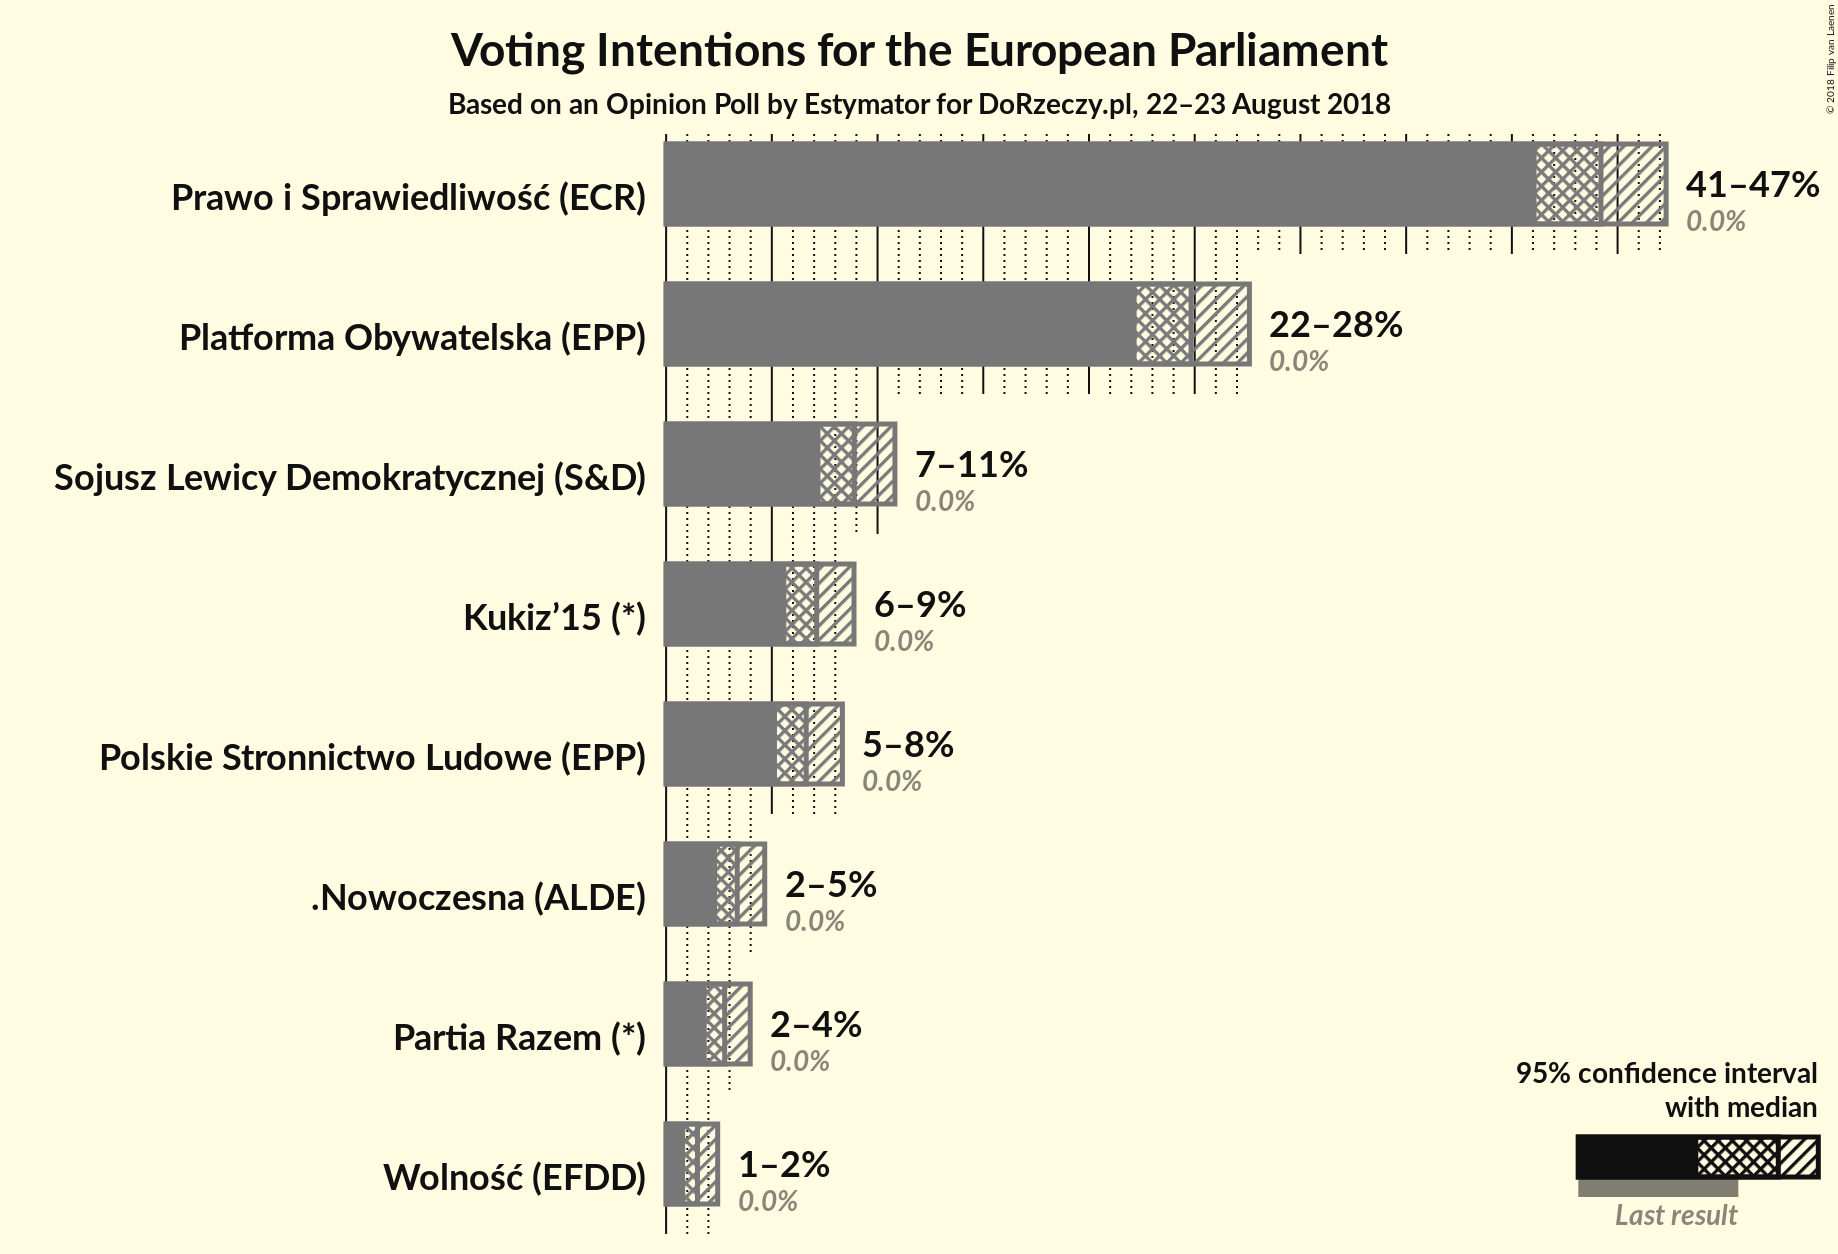 Voting Intentions for the European Parliament
Based on an Opinion Poll by Estymator for DoRzeczy.pl, 22–23 August 2018
© 2018 Filip van Laenen
Prawo i Sprawiedliwość (ECR)
41–47%
0.0%
Platforma Obywatelska (EPP)
22–28%
0.0%
Sojusz Lewicy Demokratycznej (S&D)
7–11%
0.0%
Kukiz’15 (*)
6–9%
0.0%
Polskie Stronnictwo Ludowe (EPP)
5–8%
0.0%
.Nowoczesna (ALDE)
2–5%
0.0%
Partia Razem (*)
2–4%
0.0%
Wolność (EFDD)
1–2%
0.0%
95% confidence interval
with median
Last result